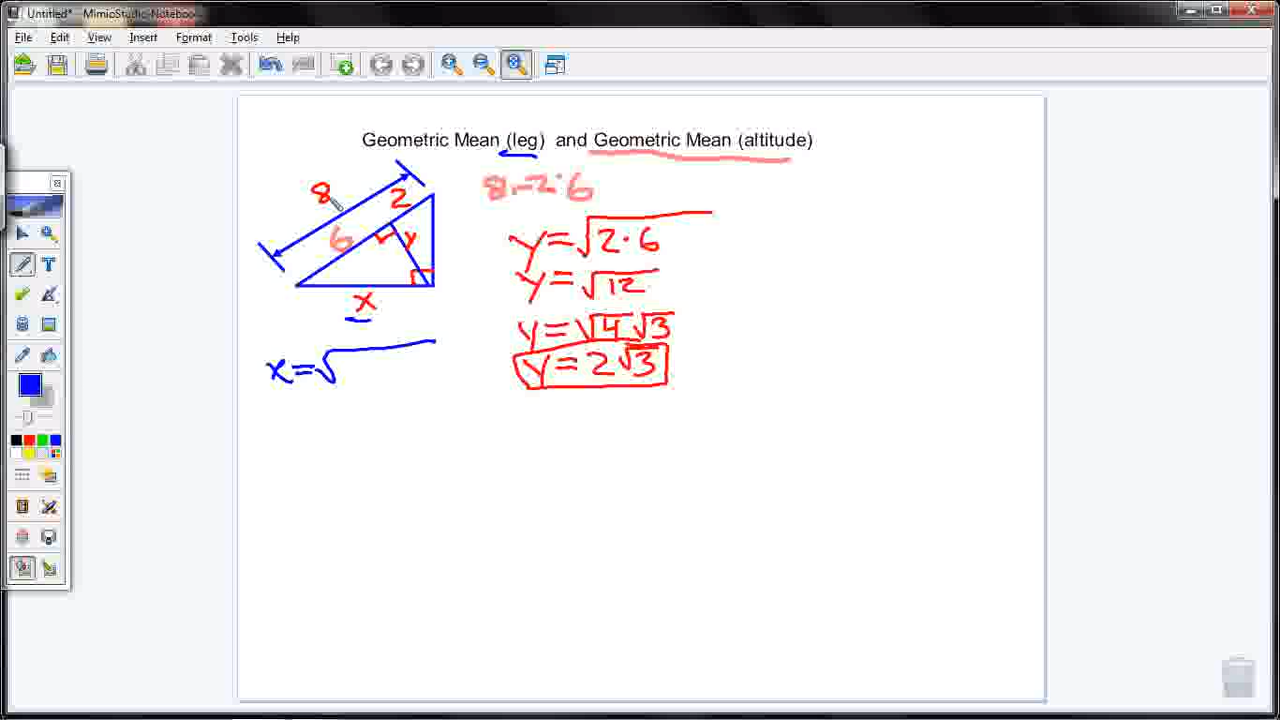 Untitled* - MimioStudio Notebook
File Edit View Insert Format Tools Help
Geometric Mean (leg) and Geometric Mean (altitude)
8 2
6 y
x
8-2=6
y=√2·6
y=√12
y=√4√3
y=2√3
x=√
T